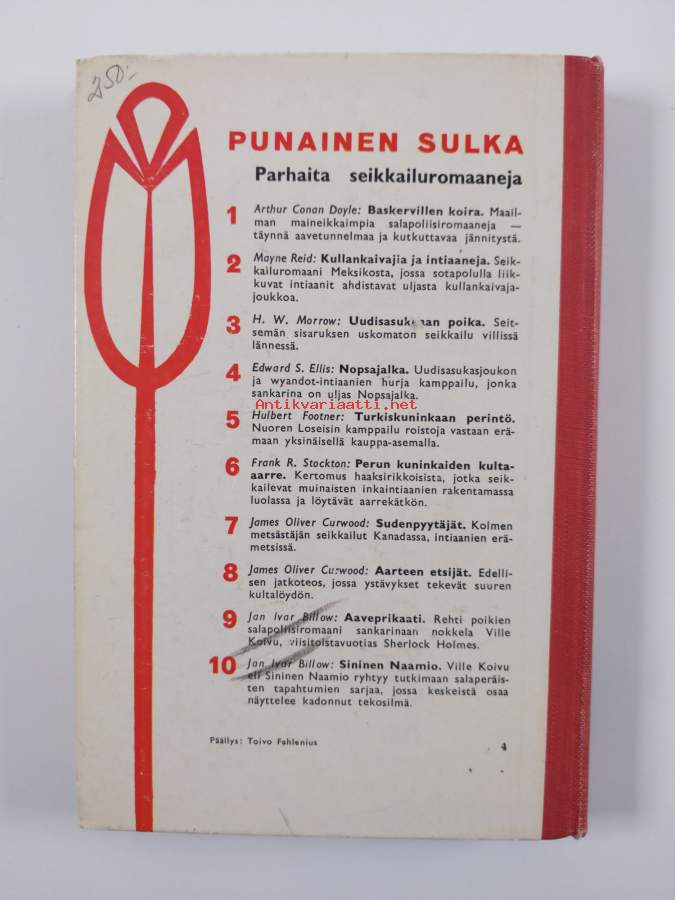 250:-
PUNAINEN SULKA
Parhaita seikkailuromaaneja
1 Arthur Conan Doyle: Baskervillen koira. Maail-
man maineikkaimpia salapoliisiromaaneja —
täynnä aavetunnelmaa ja kutkuttavaa jännitystä.
2 Mayne Reid: Kullankaivajia ja intiaaneja. Seik-
kailuromaani Meksikosta, jossa sotapolulla liik-
kuvat intiaanit ahdistavat uljasta kullankaivaja-
joukkoa.
3 H. W. Morrow: Uudisasukkaan poika. Seit-
semän sisaruksen uskomaton seikkailu villissä
lännessä.
4 Edward S. Ellis: Nopsajalka. Uudisasukasjoukon
ja wyandot-intiaanien hurja kamppailu, jonka
sankarina on uljas Nopsajalka.
Antikvariaatti.net
5 Hulbert Footner: Turkiskuninkaan perintö.
Nuoren Loseisin kamppailu roistoja vastaan erä-
maan yksinäisellä kauppa-asemalla.
6 Frank R. Stockton: Perun kuninkaiden kulta-
aarre. Kertomus haaksirikkoisista, jotka seik-
kailevat muinaisten inkaintiaanien rakentamassa
luolassa ja löytävät aarrekätkön.
7 James Oliver Curwood: Sudenpyytäjät. Kolmen
metsästäjän seikkailut Kanadassa, intiaanien erä-
metsissä.
8 James Oliver Curwood: Aarteen etsijät. Edelli-
sen jatkoteos, jossa ystävykset tekevät suuren
kultalöydön.
9 Jan Ivar Billow: Aaveprikaati. Rehti poikien
salapoliisiromaani sankarinaan nokkela Ville
Koivu, viisitoistavuotias Sherlock Holmes.
10 Jan Ivar Billow: Sininen Naamio. Ville Koivu
eli Sininen Naamio ryhtyy tutkimaan salaperäis-
ten tapahtumien sarjaa, jossa keskeistä osaa
näyttelee kadonnut tekosilmä.
Päällys: Toivo Fahlenius 4